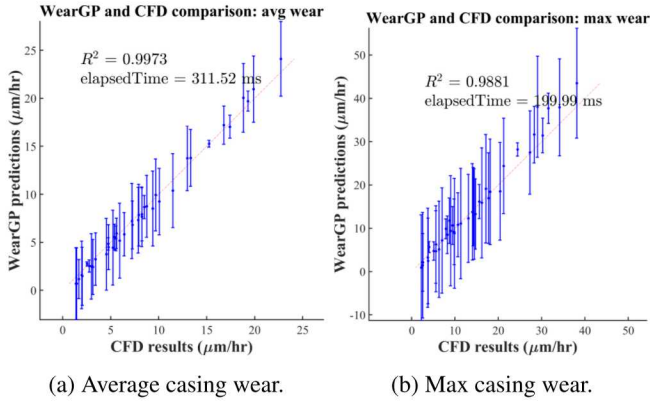 WearGP and CFD comparison: avg wear
R² = 0.9973
elapsedTime = 311.52 ms
WearGP predictions (μm/hr)
25
20
15
10
5
0
0 5 10 15 20 25
CFD results (μm/hr)
(a) Average casing wear.
WearGP and CFD comparison: max wear
R² = 0.9881
elapsedTime = 199.99 ms
WearGP predictions (μm/hr)
50
40
30
20
10
0
-10
0 10 20 30 40 50
CFD results (μm/hr)
(b) Max casing wear.